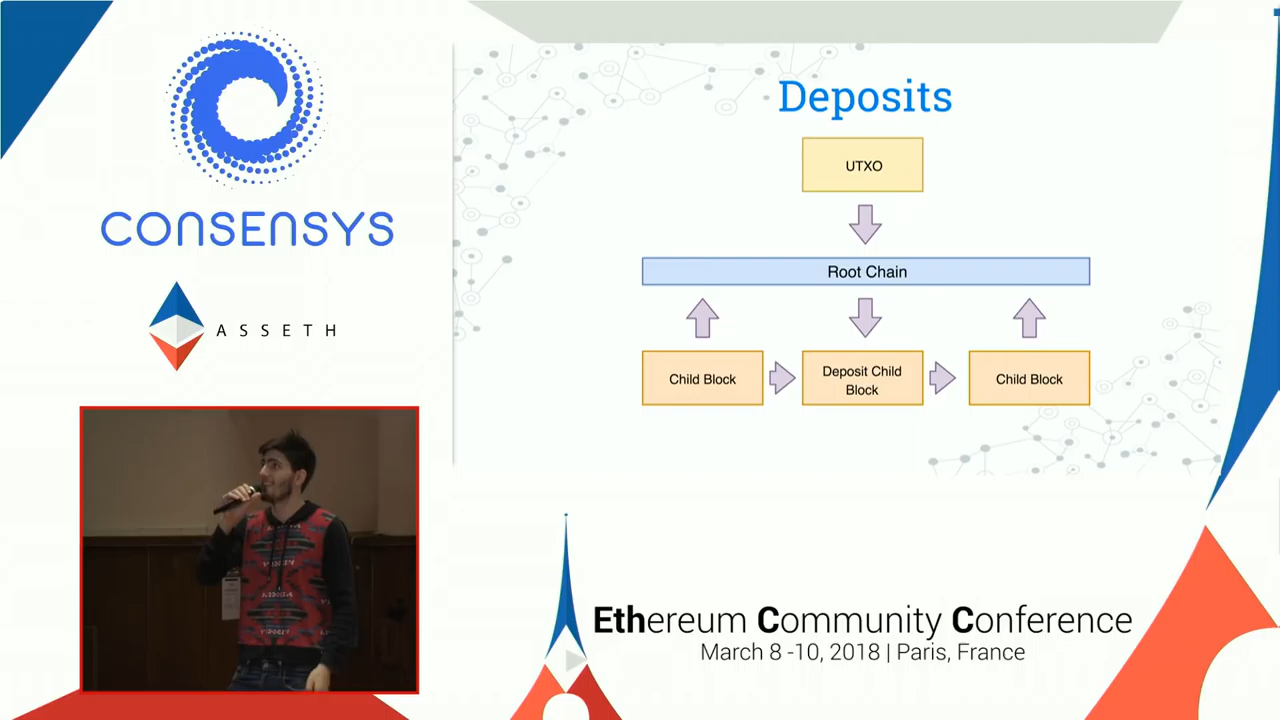 CONSENSYS
ASSETH
Deposits
UTXO
Root Chain
Child Block
Deposit Child
Block
Child Block
Ethereum Community Conference
March 8 -10, 2018 | Paris, France